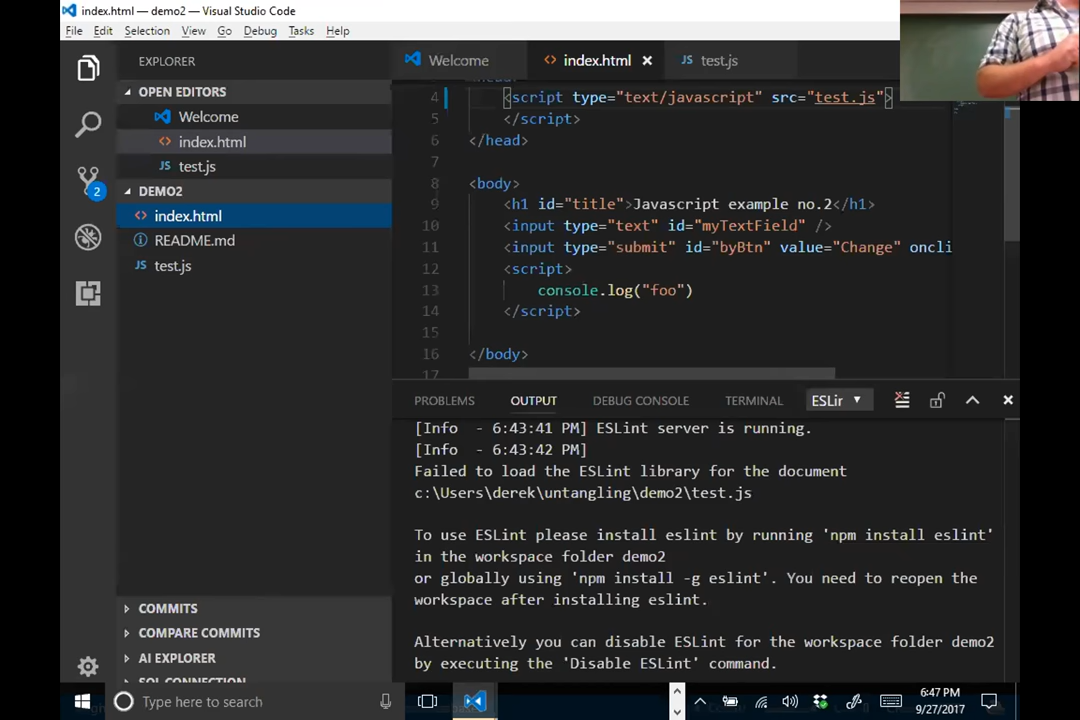 index.html — demo2 — Visual Studio Code
File Edit Selection View Go Debug Tasks Help
EXPLORER
OPEN EDITORS
Welcome
index.html
JS test.js
2
DEMO2
index.html
README.md
JS test.js
COMMITS
COMPARE COMMITS
AI EXPLORER
SQL CONNECTION
Welcome index.html JS test.js
4 <script type="text/javascript" src="test.js">
5 </script>
6 </head>
7
8 <body>
9 <h1 id="title">Javascript example no.2</h1>
10 <input type="text" id="myTextField" />
11 <input type="submit" id="byBtn" value="Change" oncli
12 <script>
13 console.log("foo")
14 </script>
15
16 </body>
17
PROBLEMS OUTPUT DEBUG CONSOLE TERMINAL ESLir
[Info - 6:43:41 PM] ESLint server is running.
[Info - 6:43:42 PM]
Failed to load the ESLint library for the document
c:\Users\derek\untangling\demo2\test.js
To use ESLint please install eslint by running 'npm install eslint'
in the workspace folder demo2
or globally using 'npm install -g eslint'. You need to reopen the
workspace after installing eslint.
Alternatively you can disable ESLint for the workspace folder demo2
by executing the 'Disable ESLint' command.
Type here to search
6:47 PM
9/27/2017